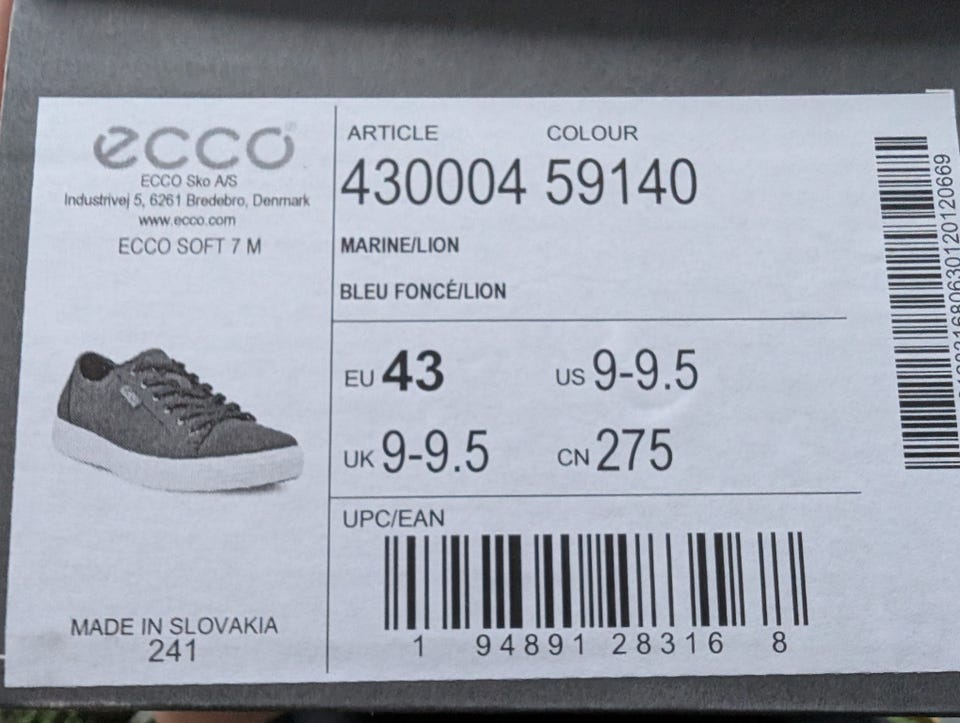 ecco
ECCO Sko A/S
Industrivej 5, 6261 Bredebro, Denmark
www.ecco.com
ECCO SOFT 7 M
MADE IN SLOVAKIA
241
ARTICLE COLOUR
430004 59140
MARINE/LION
BLEU FONCÉ/LION
EU 43 US 9-9.5
UK 9-9.5 CN 275
UPC/EAN
1 94891 28316 8